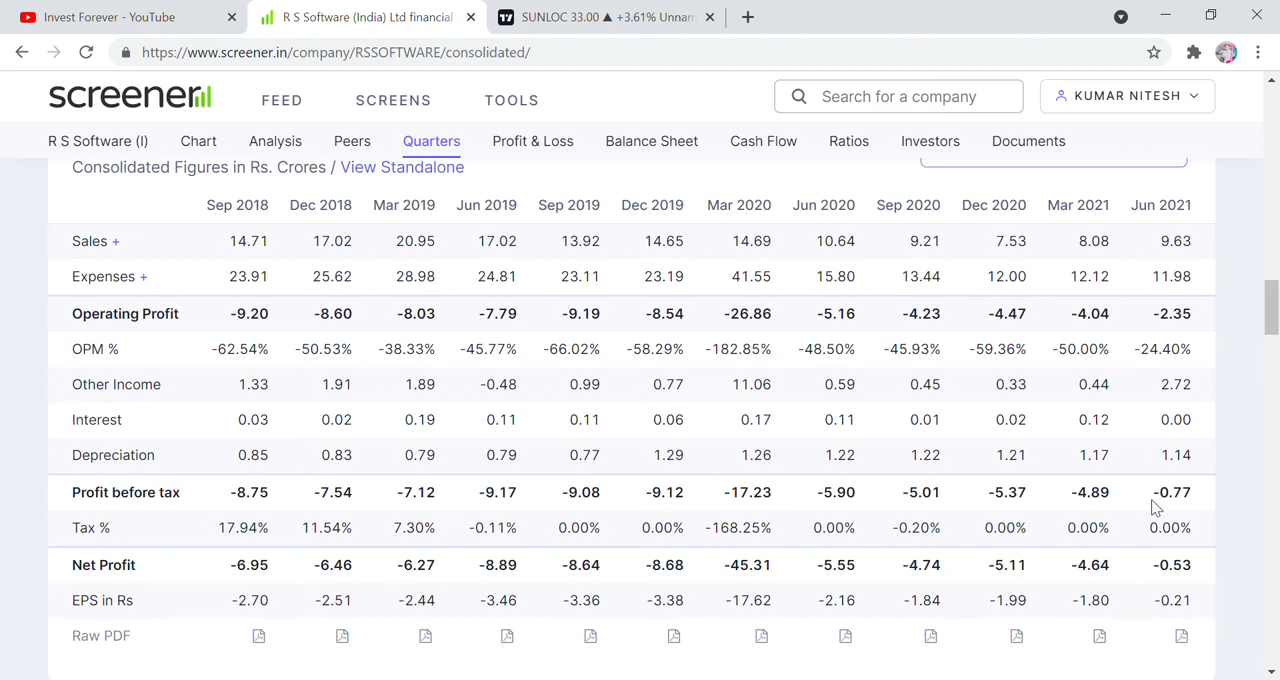 Invest Forever - YouTube
R S Software (India) Ltd financial
SUNLOC 33.00 ▲ +3.61% Unnam
https://www.screener.in/company/RSSOFTWARE/consolidated/
screener
FEED SCREENS TOOLS
Search for a company
KUMAR NITESH
R S Software (I) Chart Analysis Peers Quarters Profit & Loss Balance Sheet Cash Flow Ratios Investors Documents
Consolidated Figures in Rs. Crores / View Standalone
Sep 2018 Dec 2018 Mar 2019 Jun 2019 Sep 2019 Dec 2019 Mar 2020 Jun 2020 Sep 2020 Dec 2020 Mar 2021 Jun 2021
Sales + 14.71 17.02 20.95 17.02 13.92 14.65 14.69 10.64 9.21 7.53 8.08 9.63
Expenses + 23.91 25.62 28.98 24.81 23.11 23.19 41.55 15.80 13.44 12.00 12.12 11.98
Operating Profit -9.20 -8.60 -8.03 -7.79 -9.19 -8.54 -26.86 -5.16 -4.23 -4.47 -4.04 -2.35
OPM % -62.54% -50.53% -38.33% -45.77% -66.02% -58.29% -182.85% -48.50% -45.93% -59.36% -50.00% -24.40%
Other Income 1.33 1.91 1.89 -0.48 0.99 0.77 11.06 0.59 0.45 0.33 0.44 2.72
Interest 0.03 0.02 0.19 0.11 0.11 0.06 0.17 0.11 0.01 0.02 0.12 0.00
Depreciation 0.85 0.83 0.79 0.79 0.77 1.29 1.26 1.22 1.22 1.21 1.17 1.14
Profit before tax -8.75 -7.54 -7.12 -9.17 -9.08 -9.12 -17.23 -5.90 -5.01 -5.37 -4.89 -0.77
Tax % 17.94% 11.54% 7.30% -0.11% 0.00% 0.00% -168.25% 0.00% -0.20% 0.00% 0.00% 0.00%
Net Profit -6.95 -6.46 -6.27 -8.89 -8.64 -8.68 -45.31 -5.55 -4.74 -5.11 -4.64 -0.53
EPS in Rs -2.70 -2.51 -2.44 -3.46 -3.36 -3.38 -17.62 -2.16 -1.84 -1.99 -1.80 -0.21
Raw PDF